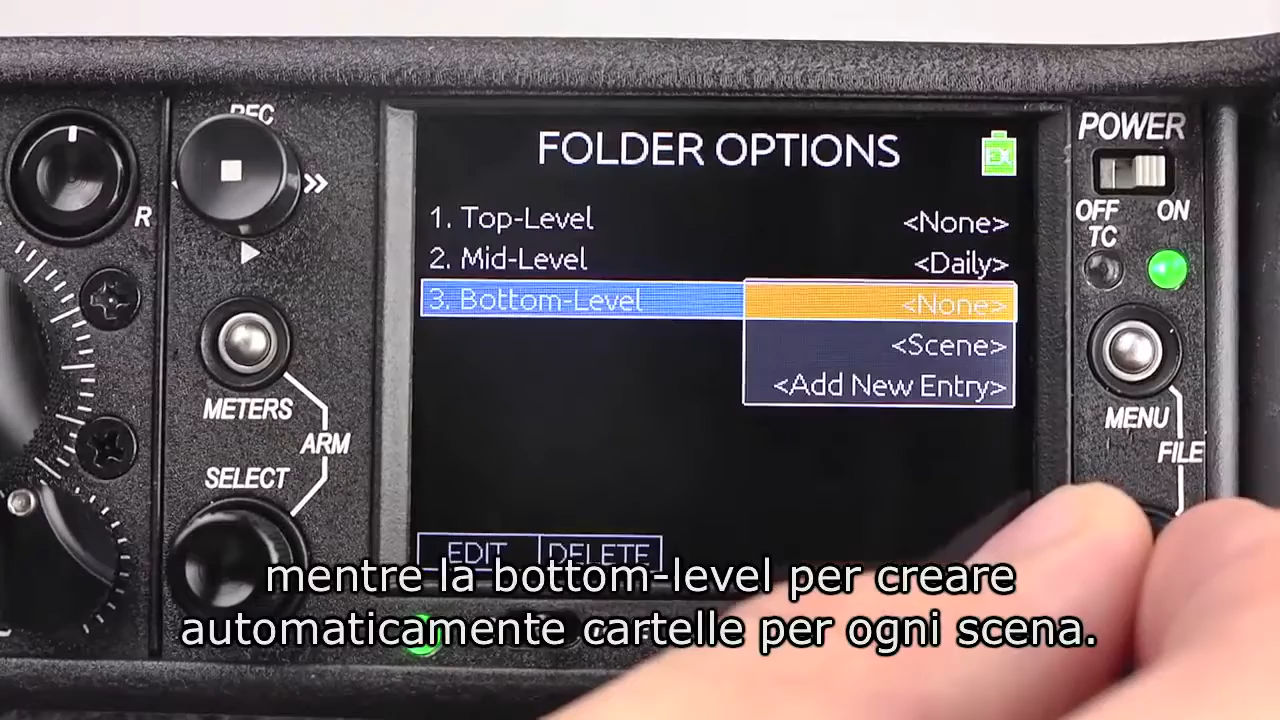 REC
R
METERS
ARM
SELECT
FOLDER OPTIONS
1. Top-Level <None>
2. Mid-Level <Daily>
3. Bottom-Level <None>
<Scene>
<Add New Entry>
EDIT DELETE
POWER
OFF ON
TC
MENU
FILE
mentre la bottom-level per creare
automaticamente cartelle per ogni scena.